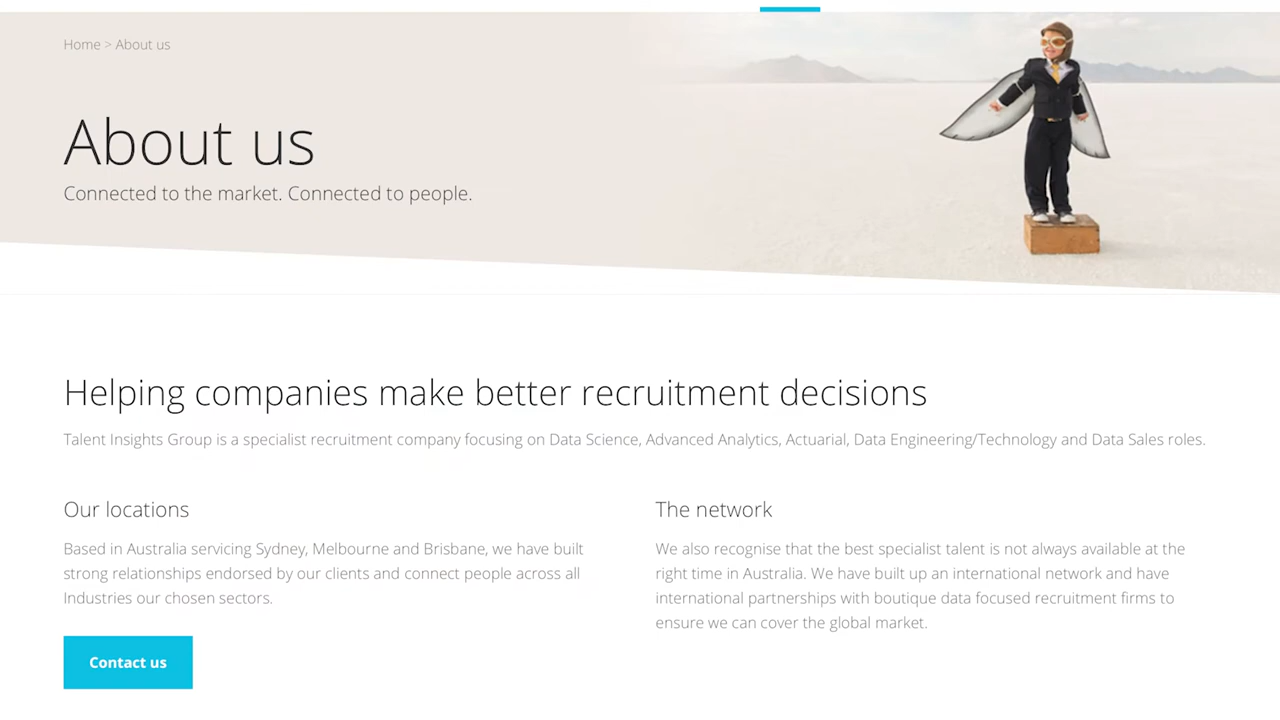 Home > About us
About us
Connected to the market. Connected to people.
Helping companies make better recruitment decisions
Talent Insights Group is a specialist recruitment company focusing on Data Science, Advanced Analytics, Actuarial, Data Engineering/Technology and Data Sales roles.
Our locations
Based in Australia servicing Sydney, Melbourne and Brisbane, we have built
strong relationships endorsed by our clients and connect people across all
Industries our chosen sectors.
Contact us
The network
We also recognise that the best specialist talent is not always available at the
right time in Australia. We have built up an international network and have
international partnerships with boutique data focused recruitment firms to
ensure we can cover the global market.